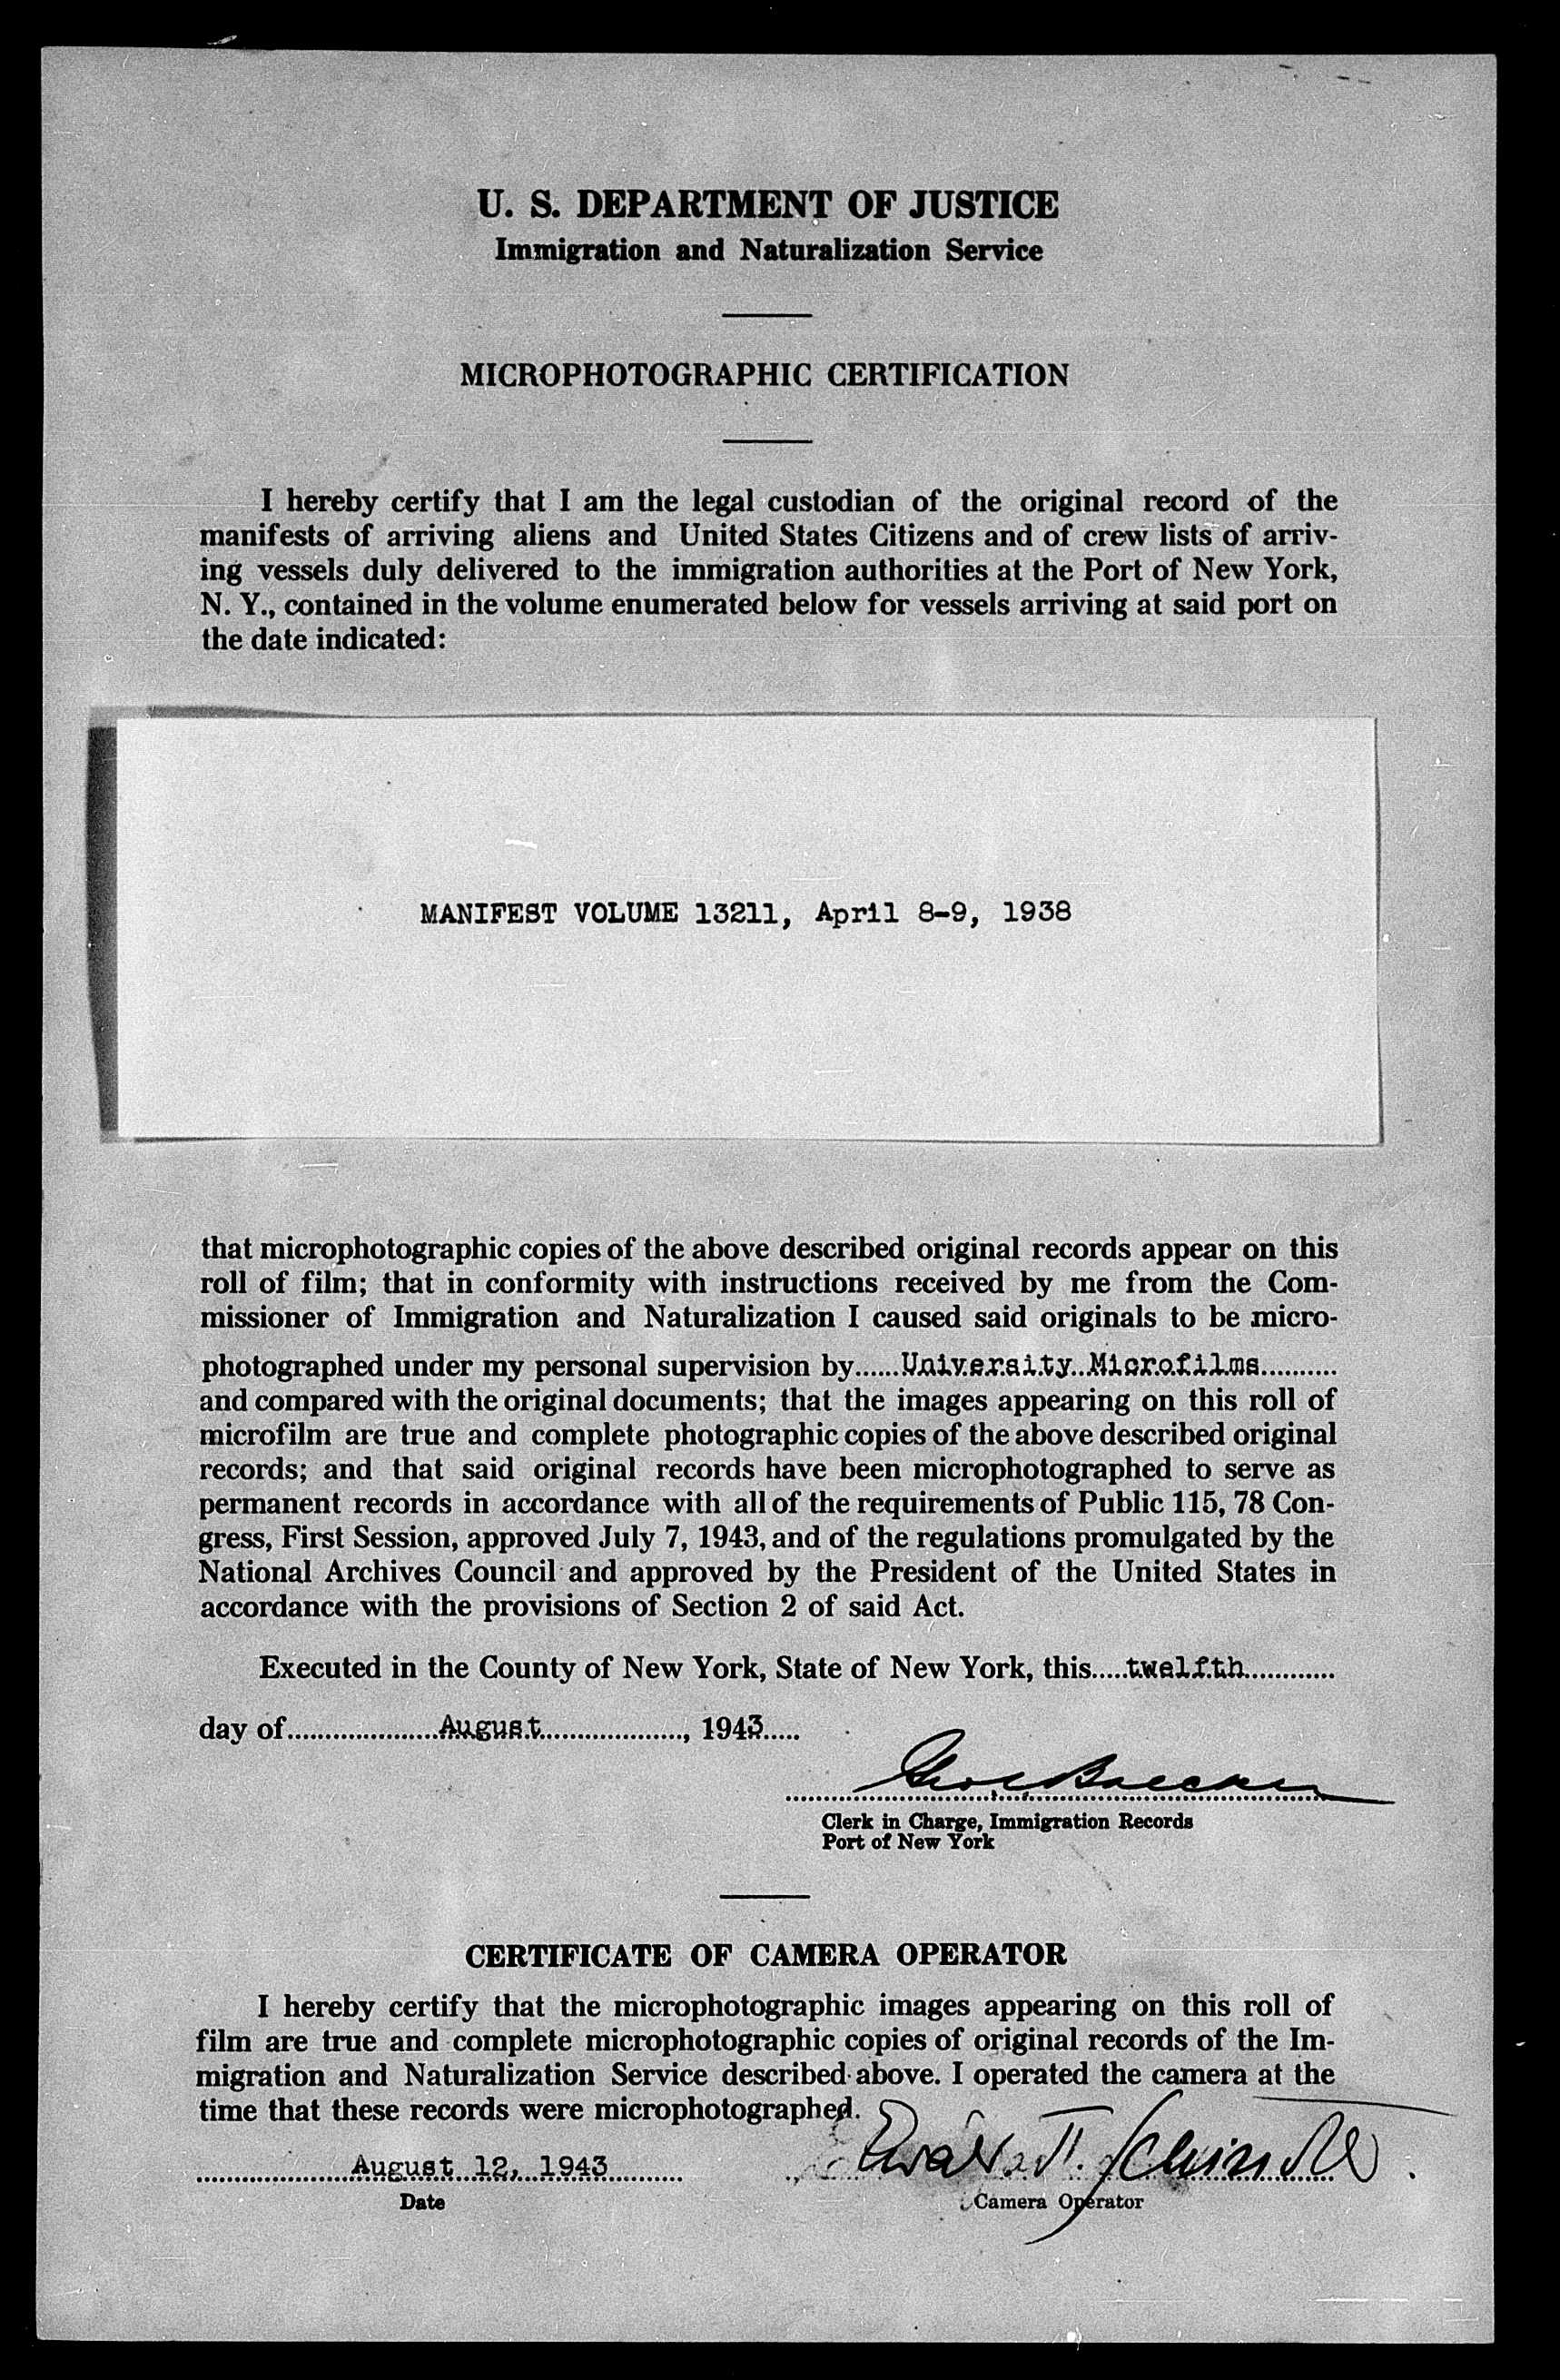 U. S. DEPARTMENT OF JUSTICE
Immigration and Naturalization Service
MICROPHOTOGRAPHIC CERTIFICATION
I hereby certify that I am the legal custodian of the original record of the
manifests of arriving aliens and United States Citizens and of crew lists of arriv-
ing vessels duly delivered to the immigration authorities at the Port of New York,
N. Y., contained in the volume enumerated below for vessels arriving at said port on
the date indicated:
MANIFEST VOLUME 13211, April 8-9, 1938
that microphotographic copies of the above described original records appear on this
roll of film; that in conformity with instructions received by me from the Com-
missioner of Immigration and Naturalization I caused said originals to be micro-
photographed under my personal supervision by......University Microfilms..........
and compared with the original documents; that the images appearing on this roll of
microfilm are true and complete photographic copies of the above described original
records; and that said original records have been microphotographed to serve as
permanent records in accordance with all of the requirements of Public 115, 78 Con-
gress, First Session, approved July 7, 1943, and of the regulations promulgated by the
National Archives Council and approved by the President of the United States in
accordance with the provisions of Section 2 of said Act.
Executed in the County of New York, State of New York, this.....twelfth............
day of....................August..................., 1943.....
Clerk in Charge, Immigration Records
Port of New York
CERTIFICATE OF CAMERA OPERATOR
I hereby certify that the microphotographic images appearing on this roll of
film are true and complete microphotographic copies of original records of the Im-
migration and Naturalization Service described above. I operated the camera at the
time that these records were microphotographed.
August 12, 1943
Date
Camera Operator